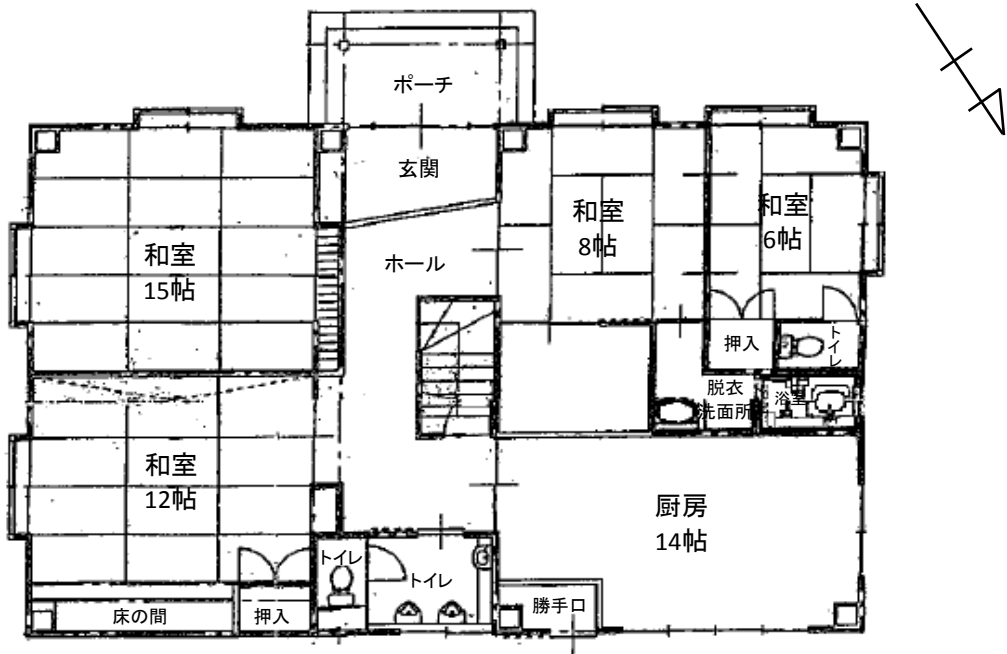 ポーチ
玄関
ホール
和室
15帖
和室
8帖
和室
6帖
押入
トイレ
脱衣
洗面所
浴室
和室
12帖
厨房
14帖
トイレ
トイレ
床の間
押入
勝手口